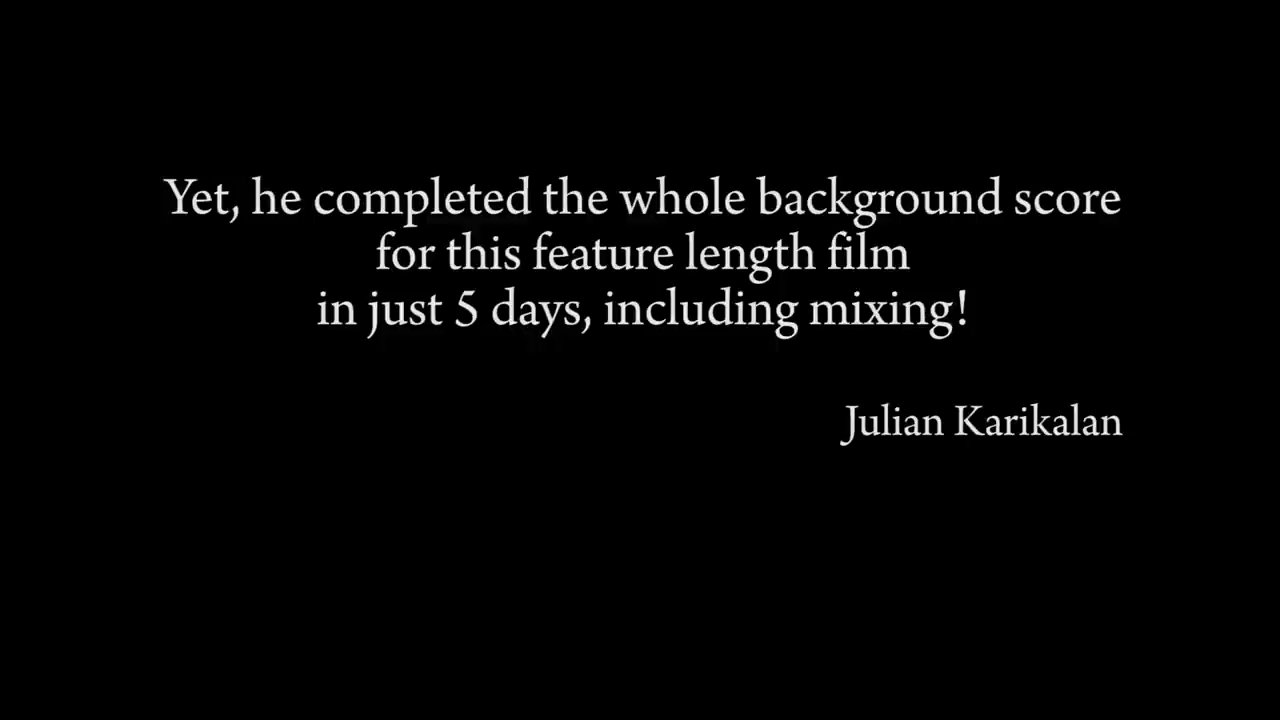 Yet, he completed the whole background score
for this feature length film
in just 5 days, including mixing!
Julian Karikalan